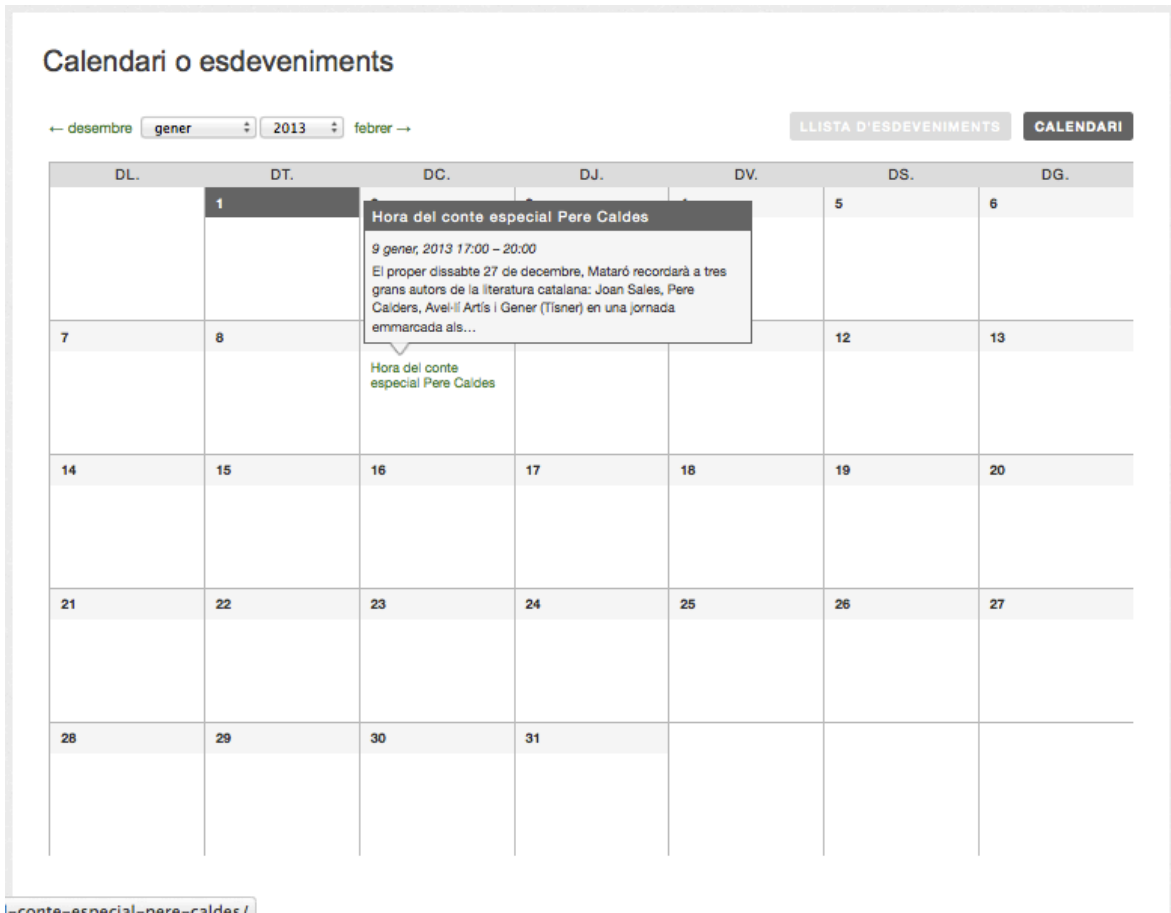 Calendari o esdeveniments
← desembre gener 2013 febrer → LLISTA D'ESDEVENIMENTS CALENDARI
DL. DT. DC. DJ. DV. DS. DG.
1 5 6
Hora del conte especial Pere Caldes
9 gener, 2013 17:00 – 20:00
El proper dissabte 27 de decembre, Mataró recordarà a tres
grans autors de la literatura catalana: Joan Sales, Pere
Calders, Avel·lí Artís i Gener (Tísner) en una jornada
emmarcada als...
7 8 12 13
Hora del conte
especial Pere Caldes
14 15 16 17 18 19 20
21 22 23 24 25 26 27
28 29 30 31
-conte-especial-pere-caldes/